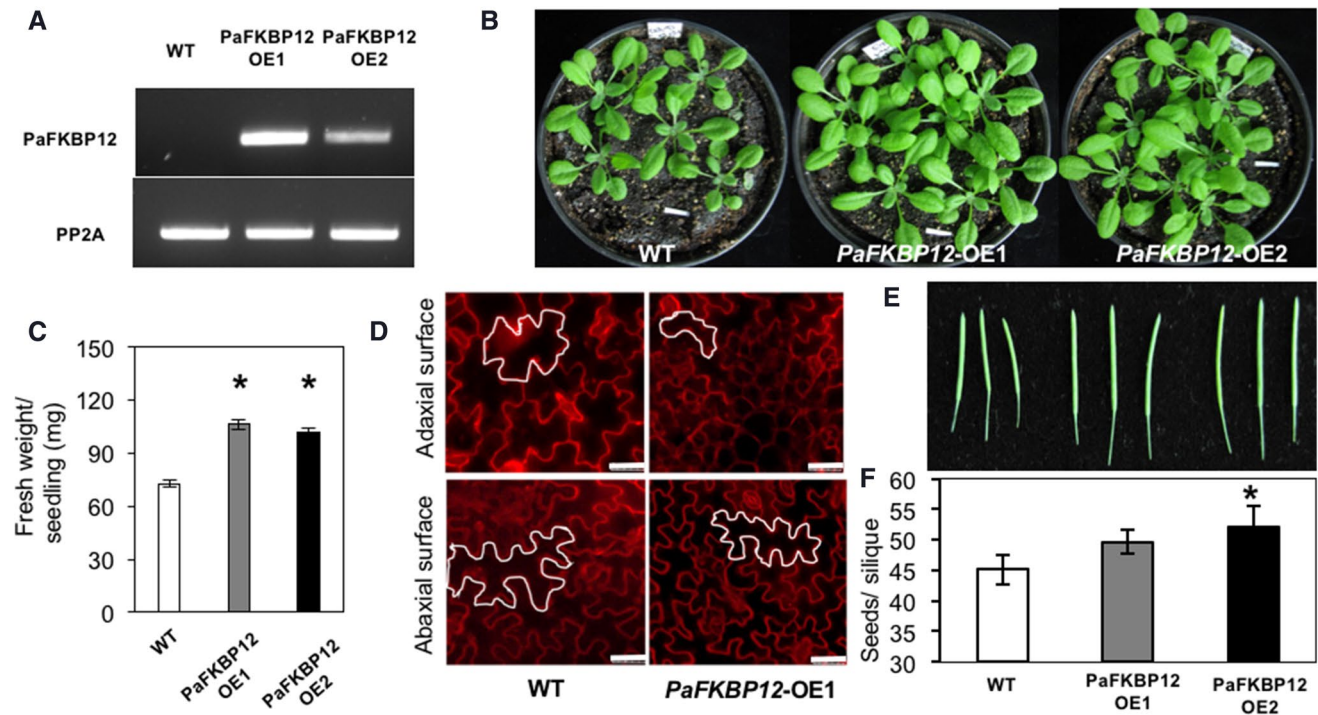 A
WT
PaFKBP12
OE1
PaFKBP12
OE2
PaFKBP12
PP2A
B
WT
PaFKBP12-OE1
PaFKBP12-OE2
C
Fresh weight/
seedling (mg)
150
120
90
60
30
0
*
*
WT
PaFKBP12
OE1
PaFKBP12
OE2
D
Adaxial surface
Abaxial surface
WT
PaFKBP12-OE1
E
F
Seeds/ silique
60
55
50
45
40
35
30
*
WT
PaFKBP12
OE1
PaFKBP12
OE2